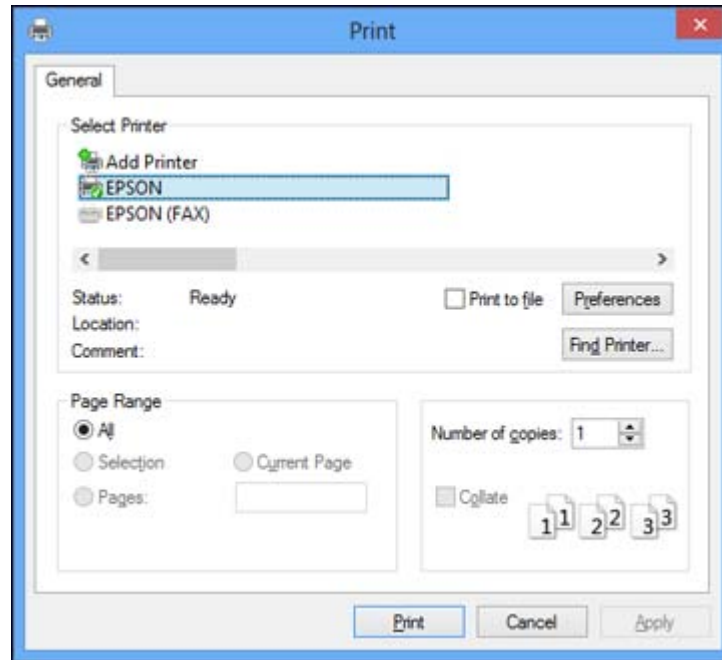 Print
General
Select Printer
Add Printer
EPSON
EPSON (FAX)
Status: Ready
Print to file
Preferences
Location:
Comment:
Find Printer...
Page Range
All
Selection
Current Page
Pages:
Number of copies: 1
Collate
1 1 2 2 3 3
Print
Cancel
Apply